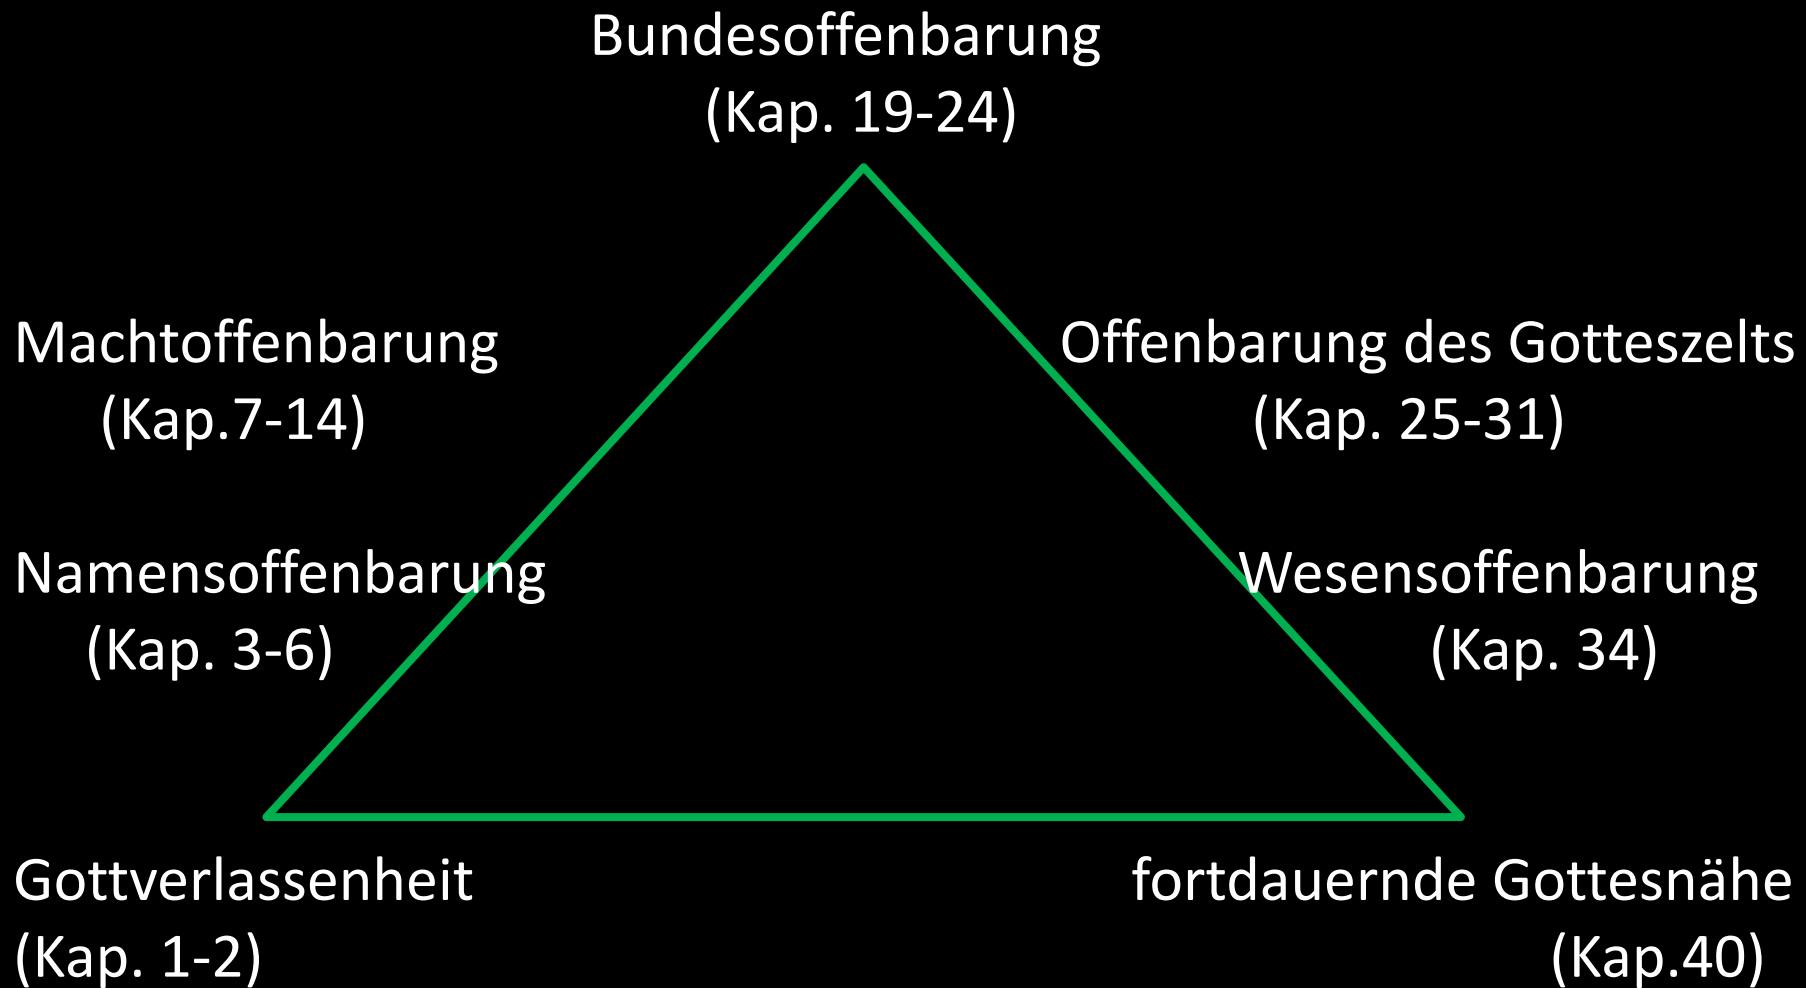 Bundesoffenbarung
(Kap. 19-24)
Machtoffenbarung
(Kap.7-14)
Offenbarung des Gotteszelts
(Kap. 25-31)
Namensoffenbarung
(Kap. 3-6)
Wesensoffenbarung
(Kap. 34)
Gottverlassenheit
(Kap. 1-2)
fortdauernde Gottesnähe
(Kap.40)